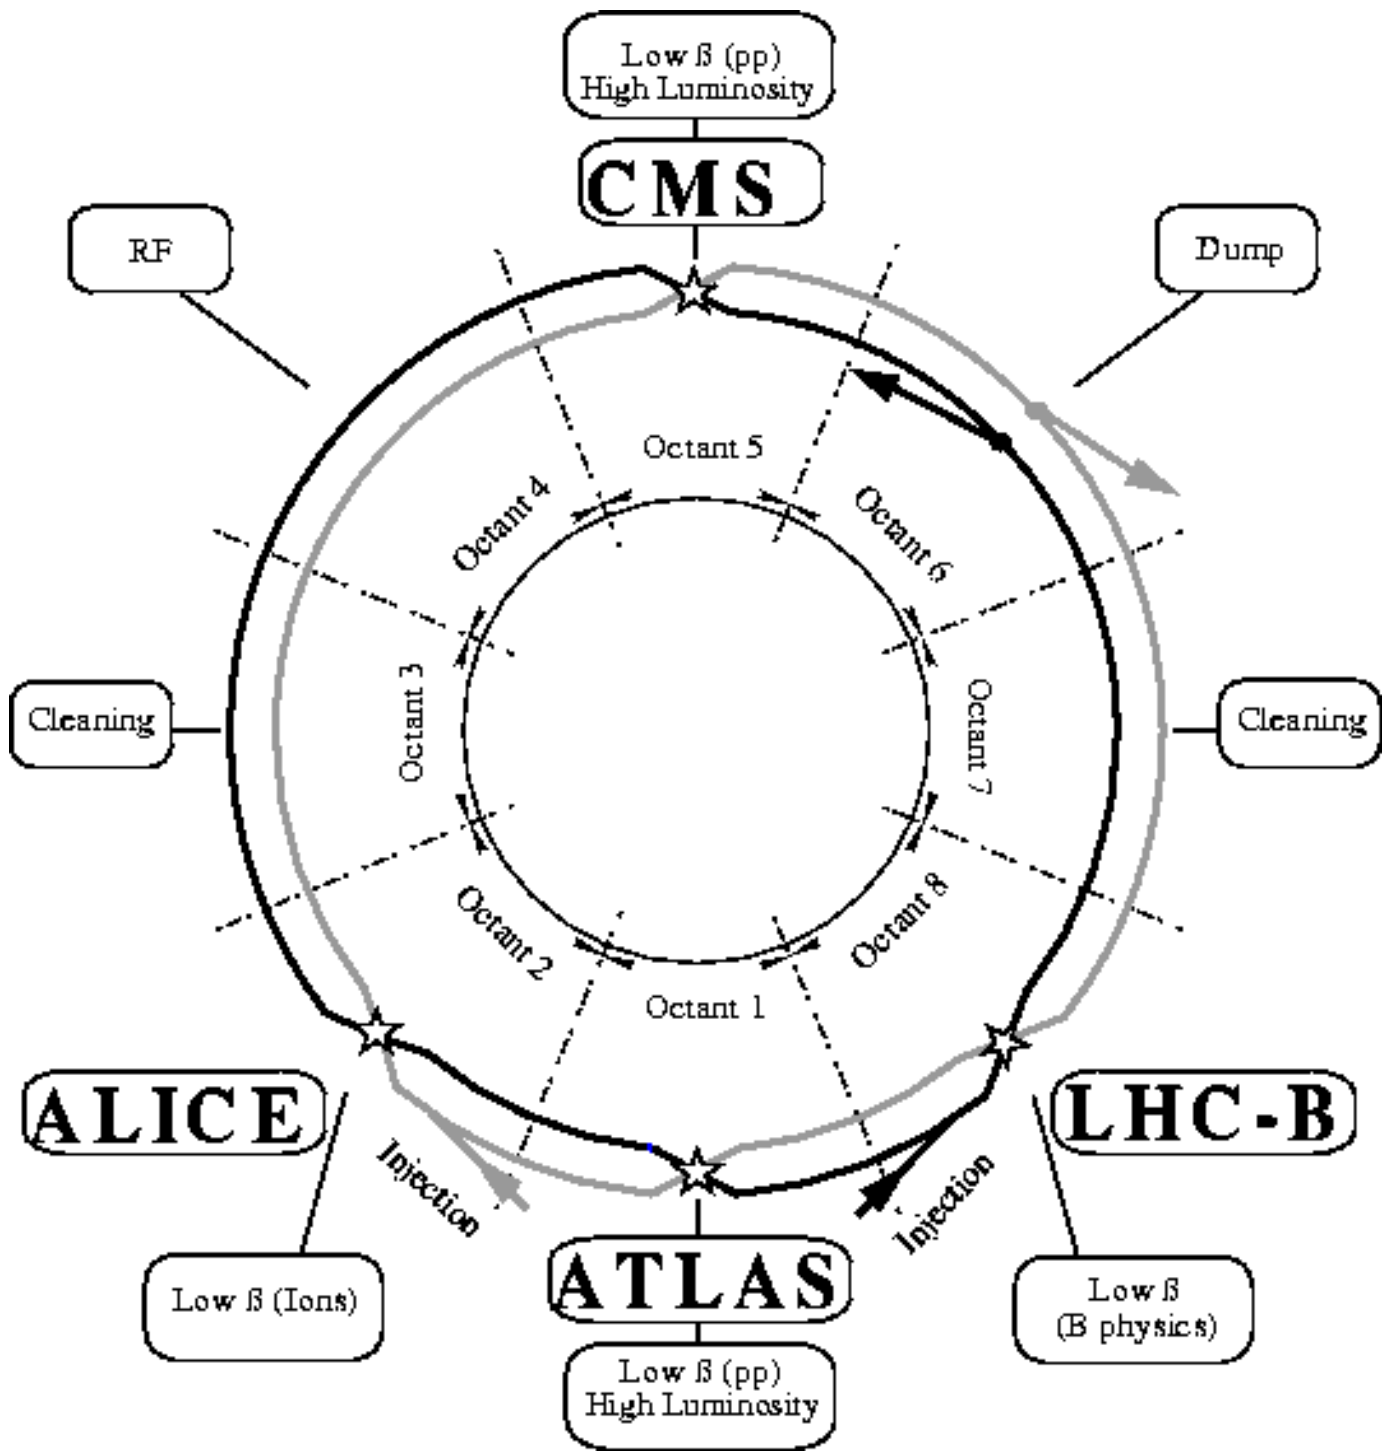 Low ß (pp)
High Luminosity
CMS
RF
Dump
Octant 5
Octant 4
Octant 6
Cleaning
Octant 3
Octant 7
Cleaning
Octant 2
Octant 8
Octant 1
ALICE
LHC-B
Injection
Injection
ATLAS
Low ß (Ions)
Low ß
(B physics)
Low ß (pp)
High Luminosity